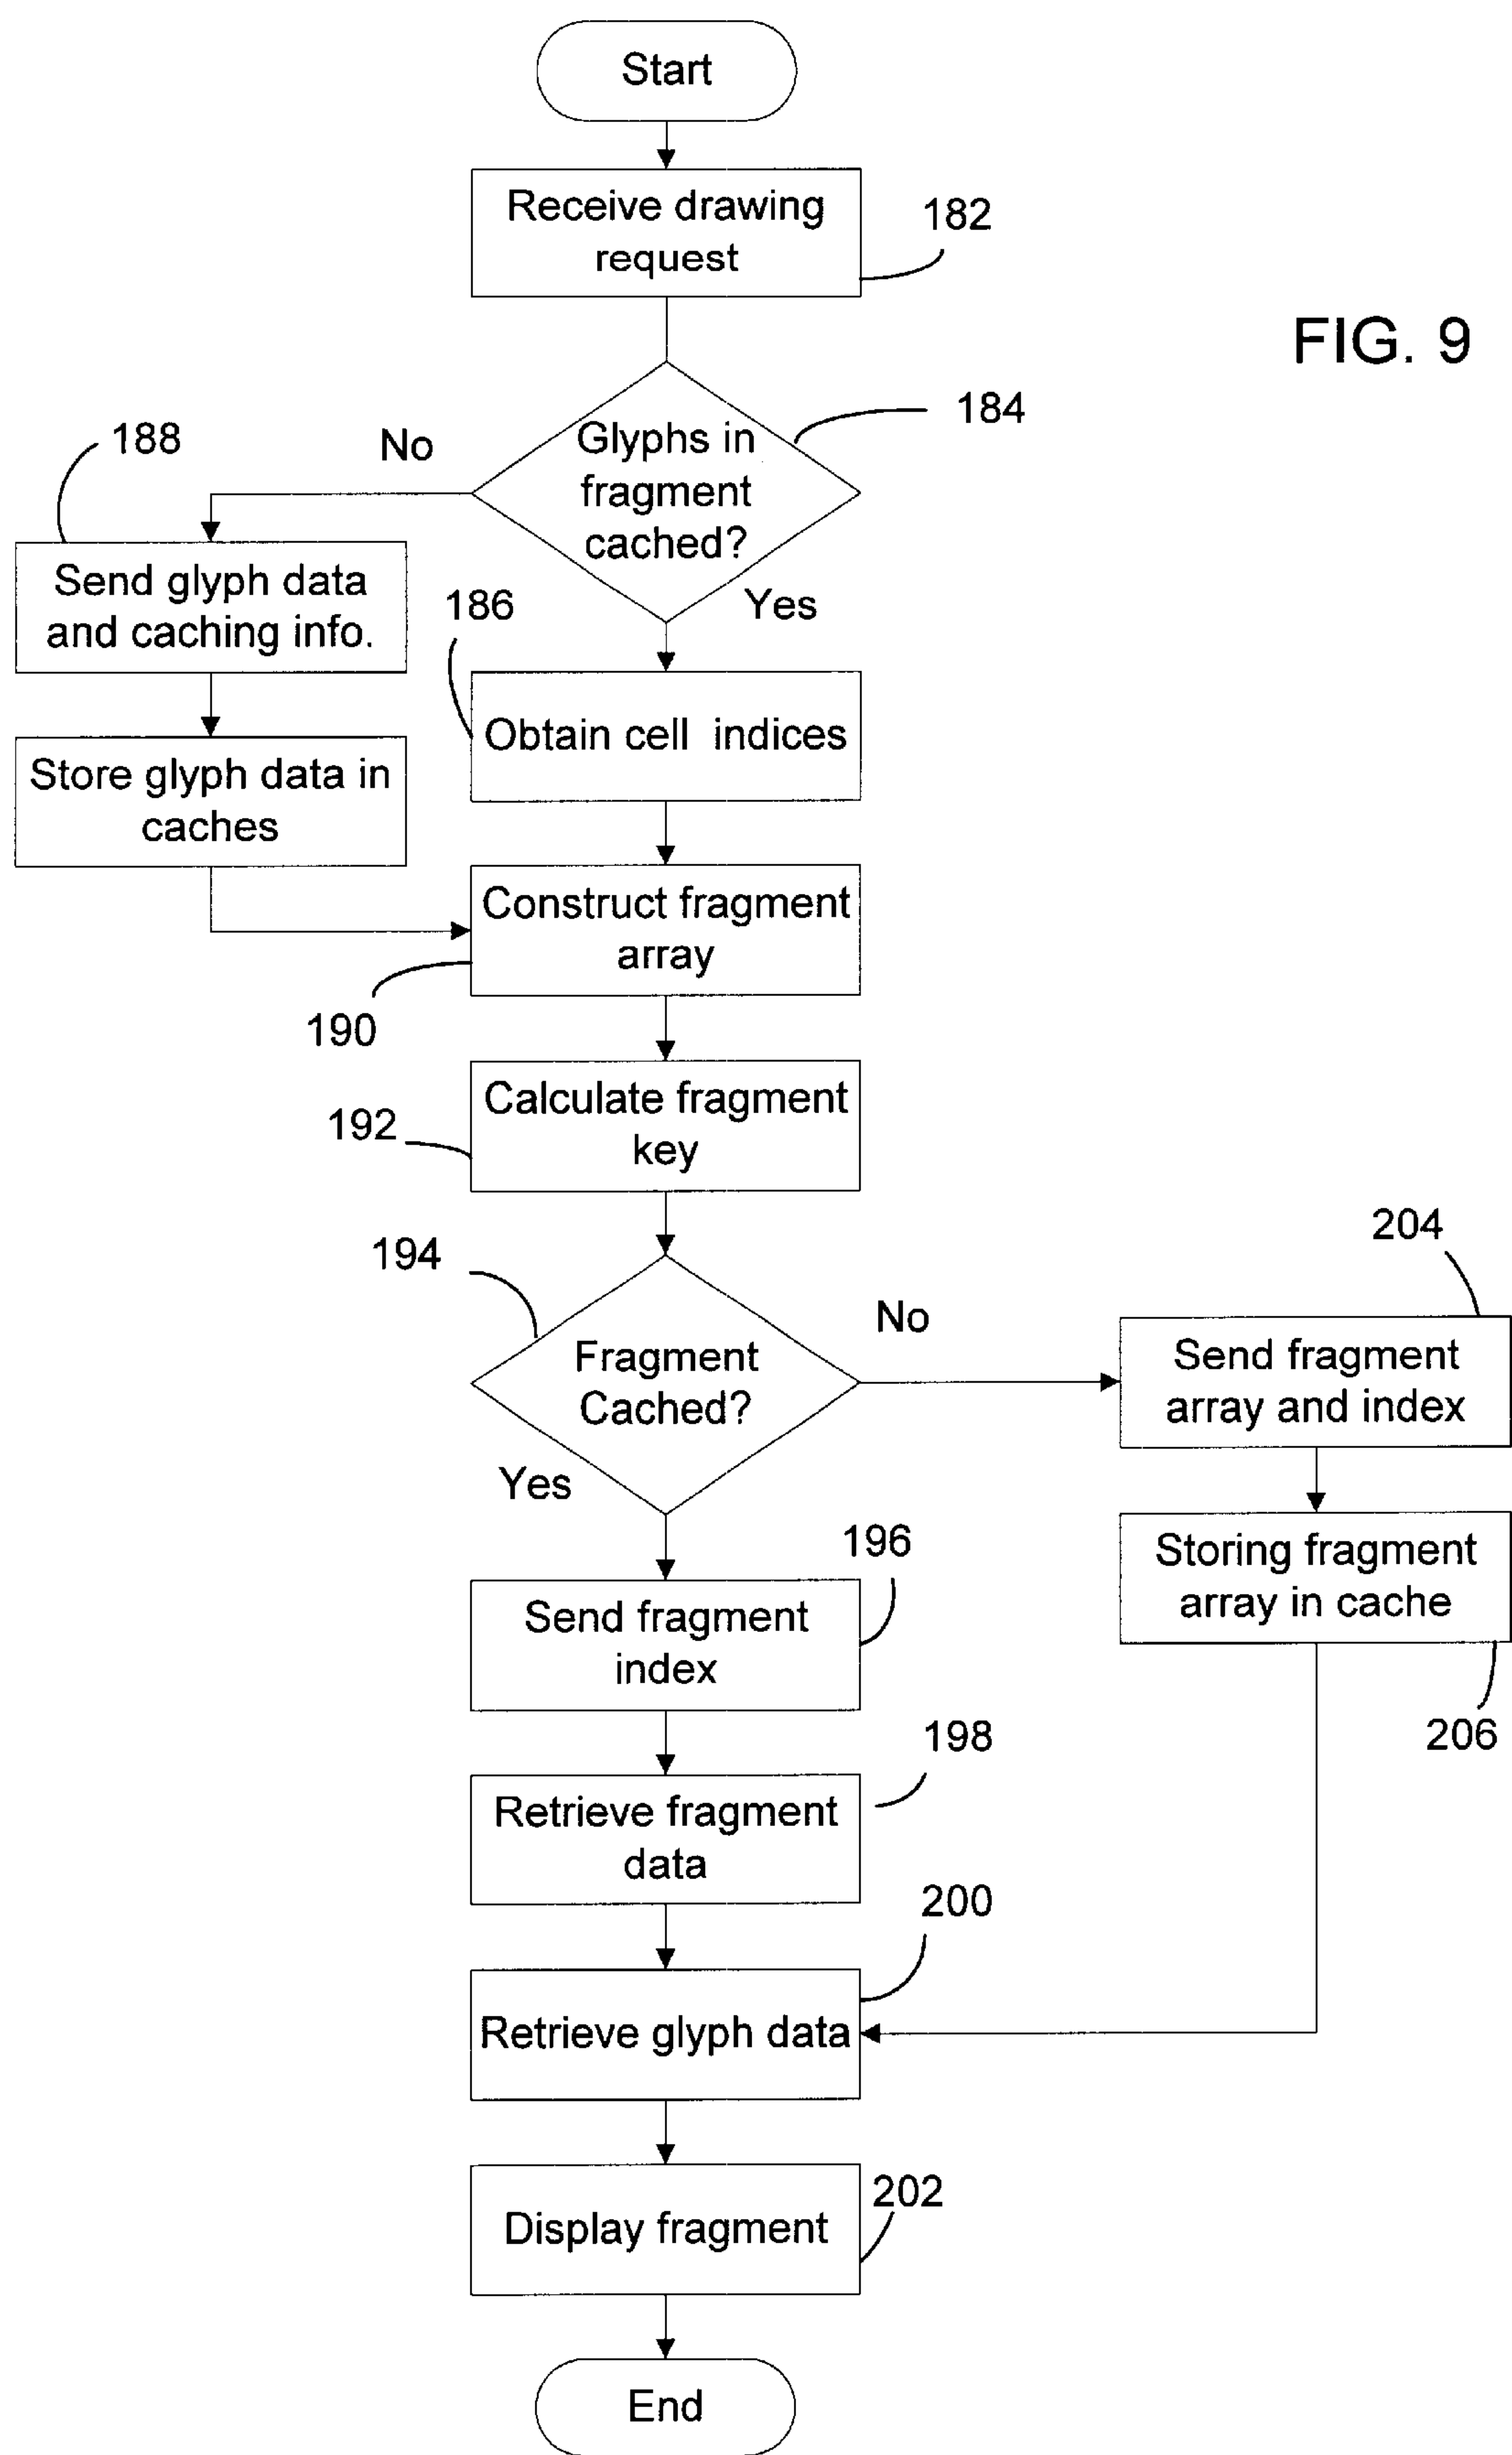 Start
Receive drawing
request
182
FIG. 9
184
Glyphs in
fragment
cached?
No
Yes
188
Send glyph data
and caching info.
186
Obtain cell indices
Store glyph data in
caches
Construct fragment
array
190
Calculate fragment
key
192
194
Fragment
Cached?
No
Yes
204
Send fragment
array and index
196
Send fragment
index
Storing fragment
array in cache
206
198
Retrieve fragment
data
200
Retrieve glyph data
202
Display fragment
End